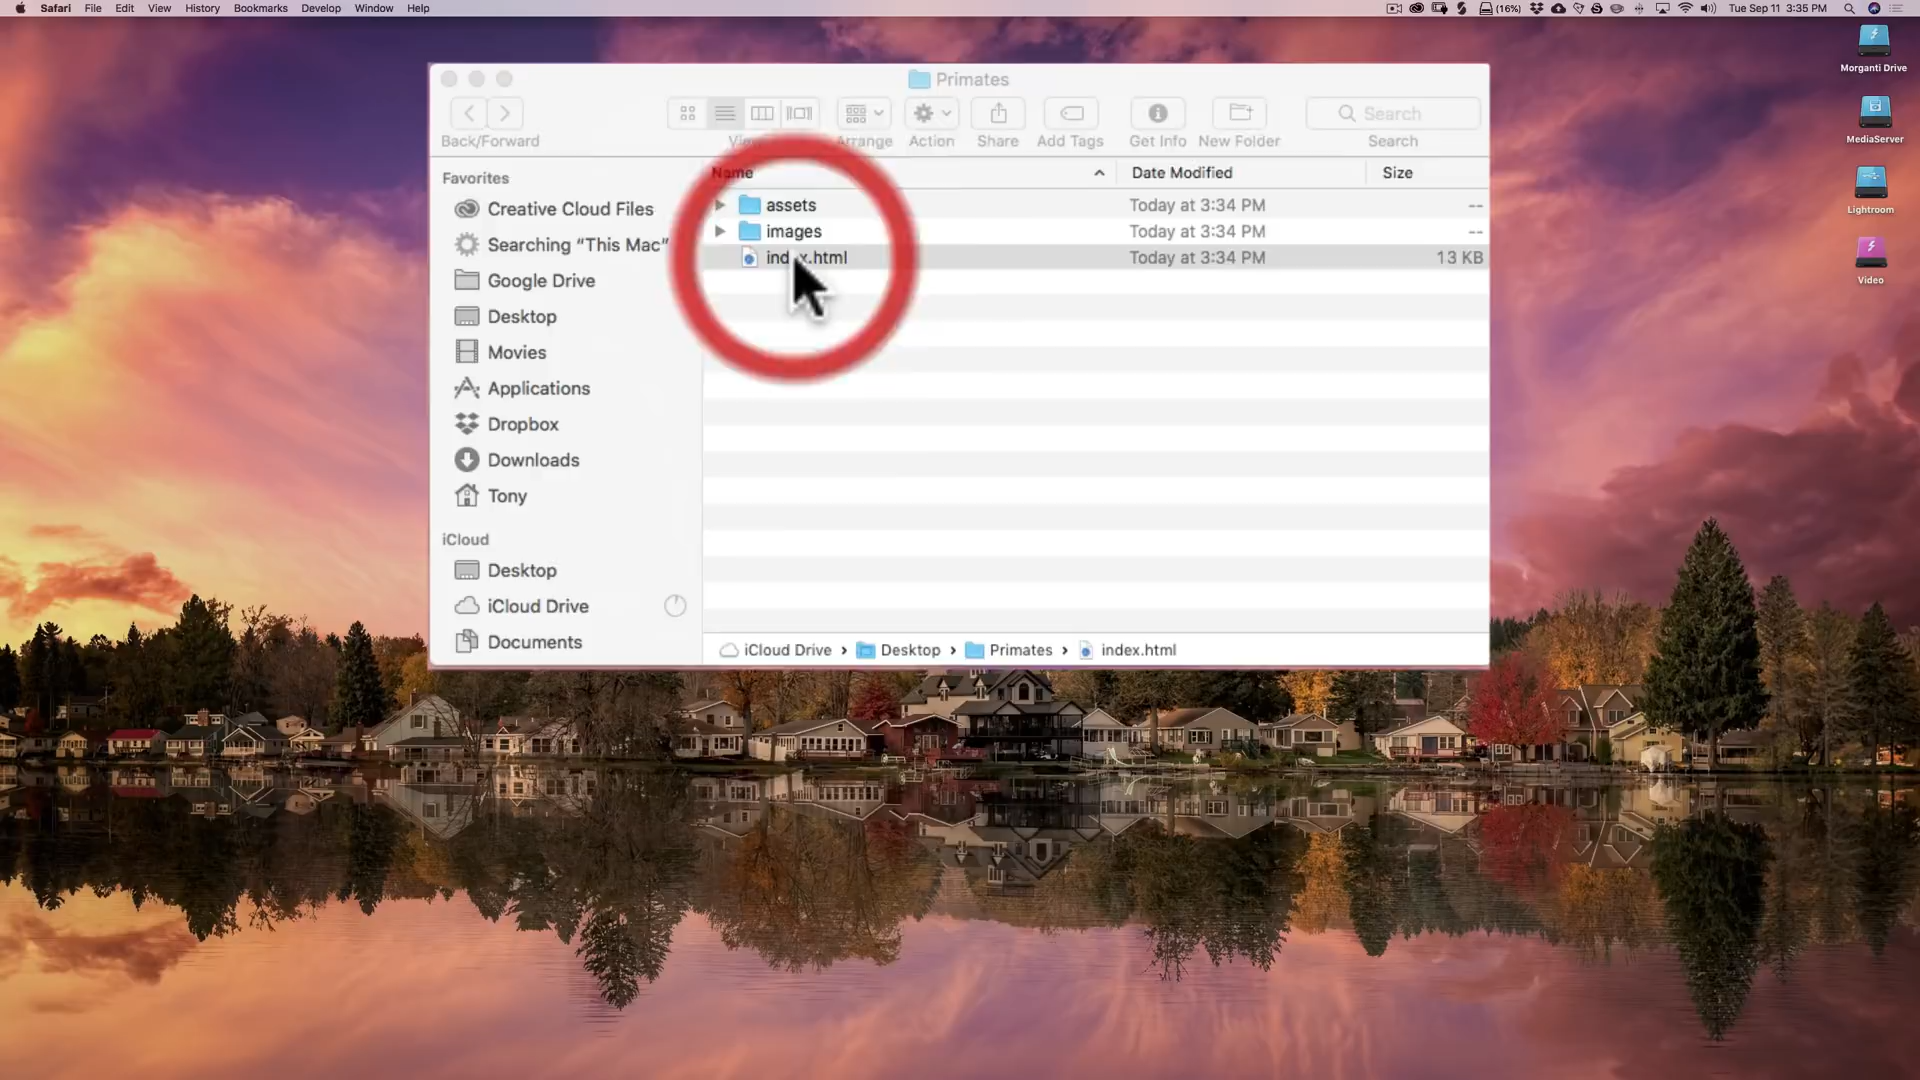 Safari File Edit View History Bookmarks Develop Window Help
(16%) Tue Sep 11 3:35 PM
Morganti Drive
MediaServer
Lightroom
Video
Primates
Search
Back/Forward Arrange Action Share Add Tags Get Info New Folder Search
Name Date Modified Size
assets Today at 3:34 PM --
images Today at 3:34 PM --
index.html Today at 3:34 PM 13 KB
Favorites
Creative Cloud Files
Searching “This Mac”
Google Drive
Desktop
Movies
Applications
Dropbox
Downloads
Tony
iCloud
Desktop
iCloud Drive
Documents
iCloud Drive › Desktop › Primates › index.html